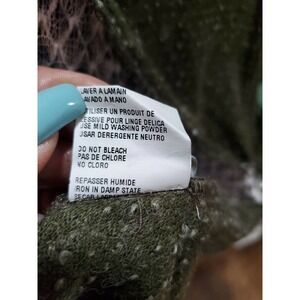 LAVER A LA MAIN
LAVADO A MANO
UTILISER UN PRODUIT DE
LESSIVE POUR LINGE DELICA
USE MILD WASHING POWDER
USAR DERERGENTE NEUTRO
DO NOT BLEACH
PAS DE CHLORE
NO CLORO
REPASSER HUMIDE
IRON IN DAMP STATE
SECAR